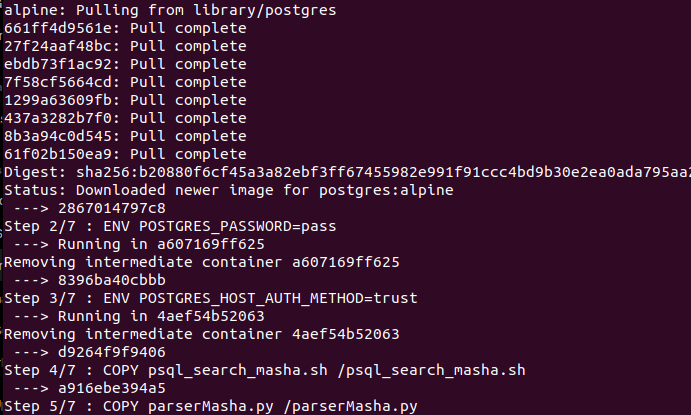 alpine: Pulling from library/postgres
661ff4d9561e: Pull complete
27f24aaf48bc: Pull complete
ebdb73f1ac92: Pull complete
7f58cf5664cd: Pull complete
1299a63609fb: Pull complete
437a3282b7f0: Pull complete
8b3a94c0d545: Pull complete
61f02b150ea9: Pull complete
Digest: sha256:b20880f6cf45a3a82ebf3ff67455982e991f91ccc4bd9b30e2ea0ada795aa2
Status: Downloaded newer image for postgres:alpine
---> 2867014797c8
Step 2/7 : ENV POSTGRES_PASSWORD=pass
---> Running in a607169ff625
Removing intermediate container a607169ff625
---> 8396ba40cbbb
Step 3/7 : ENV POSTGRES_HOST_AUTH_METHOD=trust
---> Running in 4aef54b52063
Removing intermediate container 4aef54b52063
---> d9264f9f9406
Step 4/7 : COPY psql_search_masha.sh /psql_search_masha.sh
---> a916ebe394a5
Step 5/7 : COPY parserMasha.py /parserMasha.py